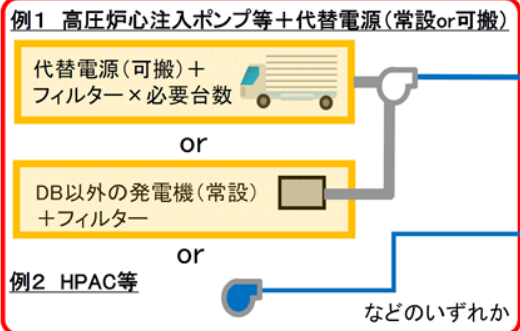 例１ 高圧炉心注入ポンプ等＋代替電源（常設or可搬）
代替電源（可搬）＋
フィルター×必要台数
or
DB以外の発電機（常設）
＋フィルター
or
例２ HPAC等
などのいずれか